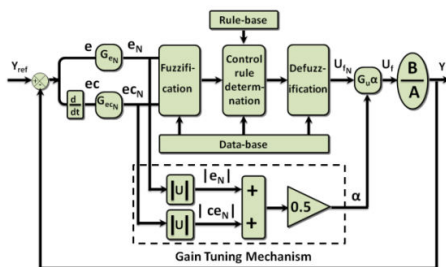 Rule-base
e
G_eN
e_N
Fuzzifi-
cation
Control
rule
determ-
nation
Defuzz-
ification
U_fN
G_uα
U_f
B
A
Y
Y_ref
ec
d
dt
G_ecN
ec_N
Data-base
|U|
|e_N|
+
0.5
α
|U|
|ce_N|
+
Gain Tuning Mechanism